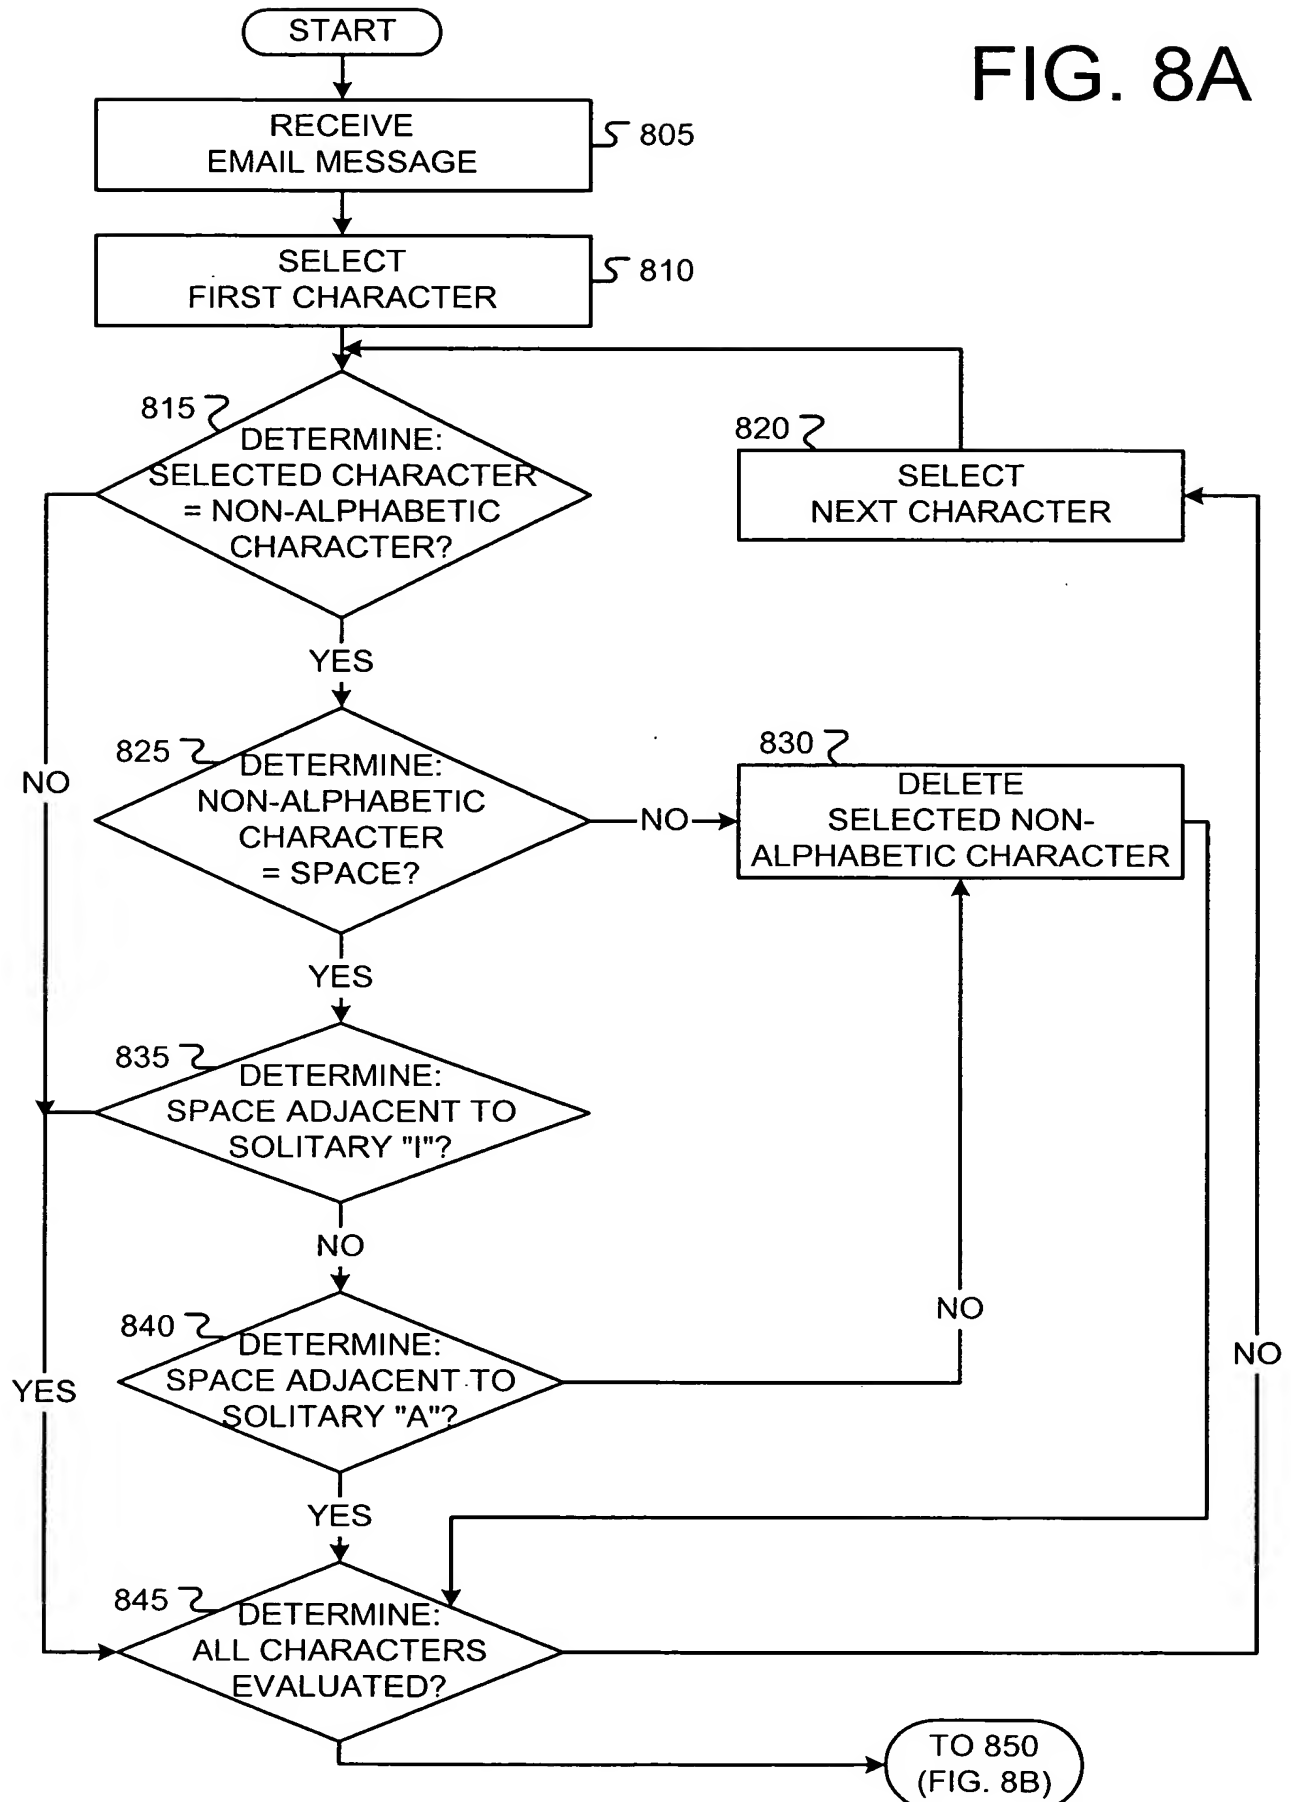 START
FIG. 8A
RECEIVE
EMAIL MESSAGE
805
SELECT
FIRST CHARACTER
810
815
DETERMINE:
SELECTED CHARACTER
= NON-ALPHABETIC
CHARACTER?
820
SELECT
NEXT CHARACTER
YES
NO
825
DETERMINE:
NON-ALPHABETIC
CHARACTER
= SPACE?
NO
830
DELETE
SELECTED NON-
ALPHABETIC CHARACTER
YES
835
DETERMINE:
SPACE ADJACENT TO
SOLITARY "I"?
NO
840
DETERMINE:
SPACE ADJACENT TO
SOLITARY "A"?
NO
NO
YES
YES
845
DETERMINE:
ALL CHARACTERS
EVALUATED?
TO 850
(FIG. 8B)